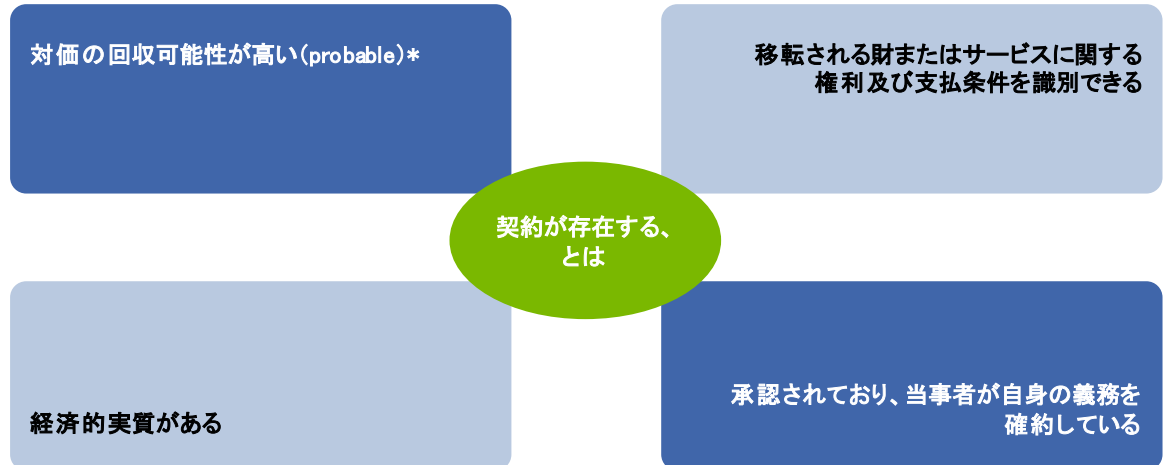 対価の回収可能性が高い（probable）*
移転される財またはサービスに関する
権利及び支払条件を識別できる
契約が存在する、
とは
経済的実質がある
承認されており、当事者が自身の義務を
確約している